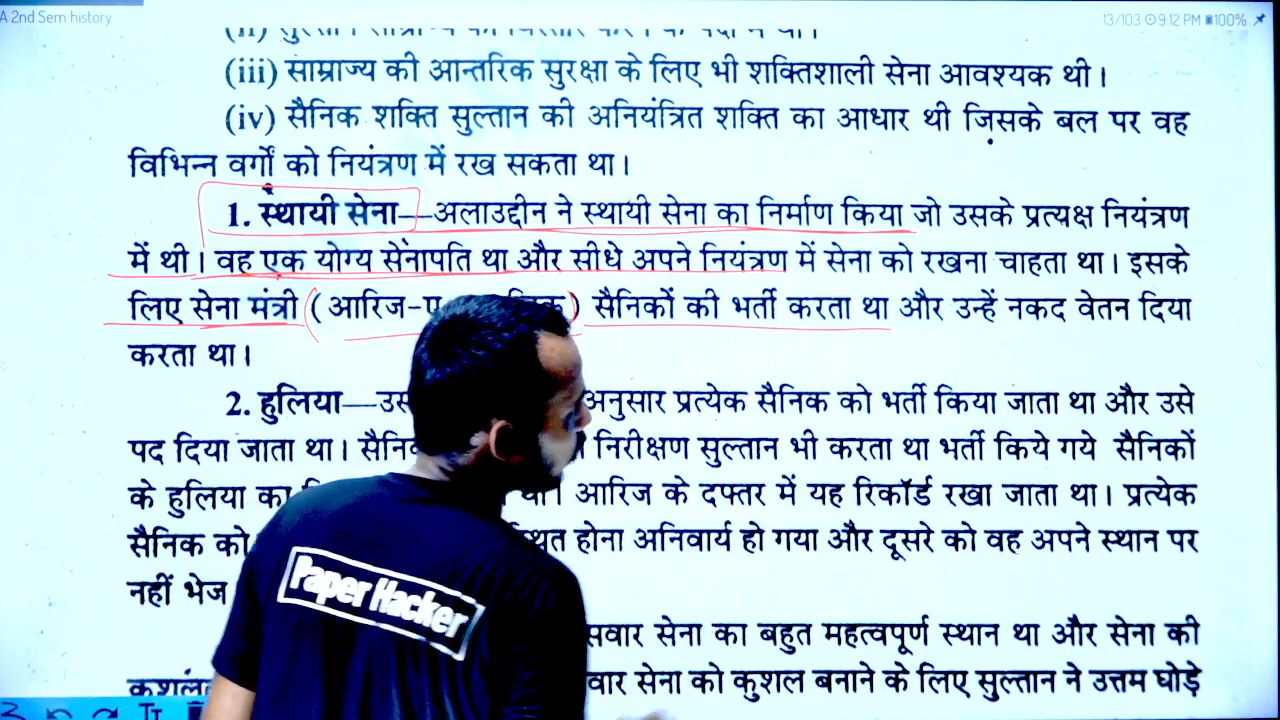 A 2nd Sem history
13/103 9:12 PM 100%
(iii) साम्राज्य की आन्तरिक सुरक्षा के लिए भी शक्तिशाली सेना आवश्यक थी।
(iv) सैनिक शक्ति सुल्तान की अनियंत्रित शक्ति का आधार थी जिसके बल पर वह
विभिन्न वर्गों को नियंत्रण में रख सकता था।
1. स्थायी सेना—अलाउद्दीन ने स्थायी सेना का निर्माण किया जो उसके प्रत्यक्ष नियंत्रण
में थी। वह एक योग्य सेनापति था और सीधे अपने नियंत्रण में सेना को रखना चाहता था। इसके
लिए सेना मंत्री (आरिज-ए) सैनिकों की भर्ती करता था और उन्हें नकद वेतन दिया
करता था।
2. हुलिया— अनुसार प्रत्येक सैनिक को भर्ती किया जाता था और उसे
पद दिया जाता था। निरीक्षण सुल्तान भी करता था भर्ती किये गये सैनिकों
के हुलिया का था। आरिज के दफ्तर में यह रिकॉर्ड रखा जाता था। प्रत्येक
सैनिक को होना अनिवार्य हो गया और दूसरे को वह अपने स्थान पर
नहीं भेज
सेना का बहुत महत्वपूर्ण स्थान था और सेना की
सेना को कुशल बनाने के लिए सुल्तान ने उत्तम घोड़े
Paper Hacker